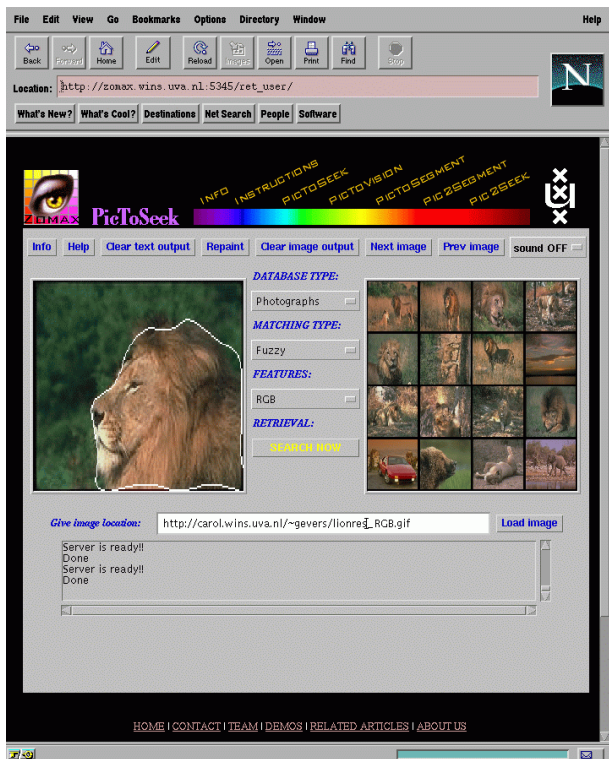 File Edit View Go Bookmarks Options Directory Window Help
Back Forward Home Edit Reload Images Open Print Find Stop
Location: http://zomax.wins.uva.nl:5345/ret_user/
N
What's New? What's Cool? Destinations Net Search People Software
INFO INSTRUCTIONS PICTOSEEK PICTOVISION PICTOSEGMENT PIC2SEGMENT PIC2SEEK
ZOMAX PicToSeek
Info Help Clear text output Repaint Clear image output Next image Prev image sound OFF
DATABASE TYPE:
Photographs
MATCHING TYPE:
Fuzzy
FEATURES:
RGB
RETRIEVAL:
SEARCH NOW
Give image location: http://carol.wins.uva.nl/~gevers/lionres_RGB.gif Load image
Server is ready!!
Done
Server is ready!!
Done
HOME | CONTACT | TEAM | DEMOS | RELATED ARTICLES | ABOUT US